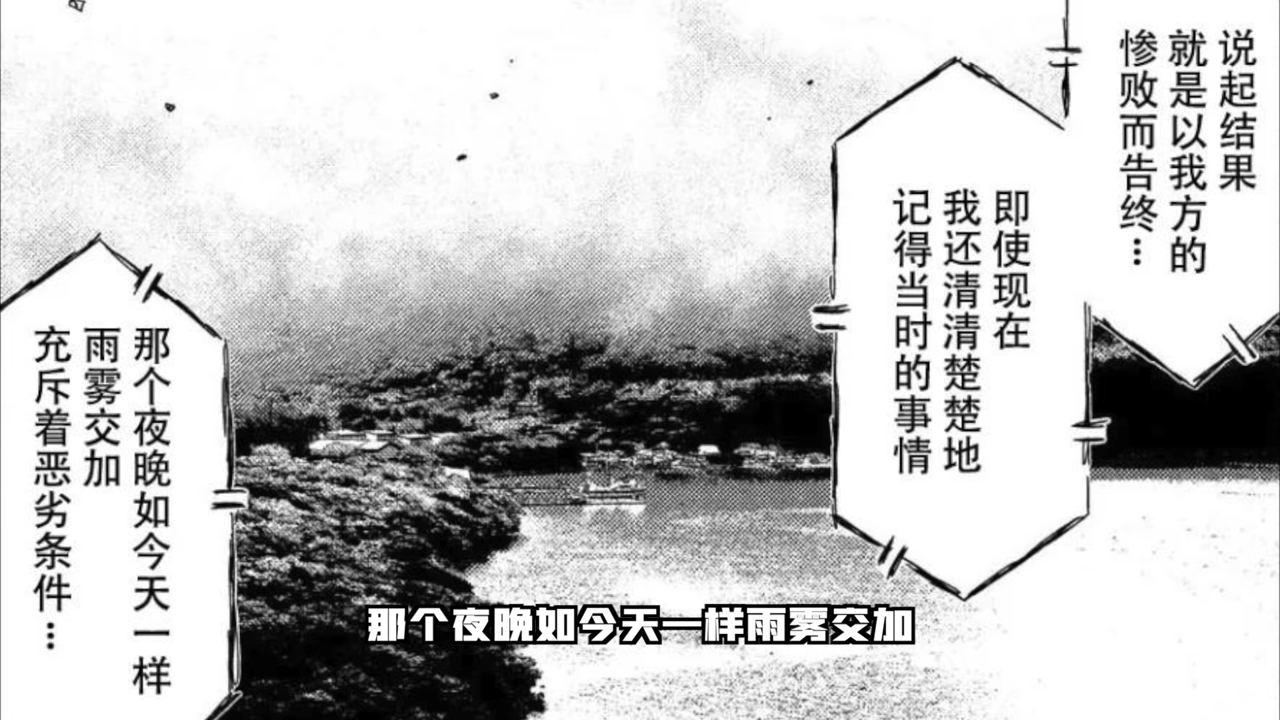 说起结果
就是以我方的
惨败而告终…
即使现在
我还清清楚楚地
记得当时的事情
那个夜晚如今天一样
雨雾交加
充斥着恶劣条件…
那个夜晚如今天一样雨雾交加